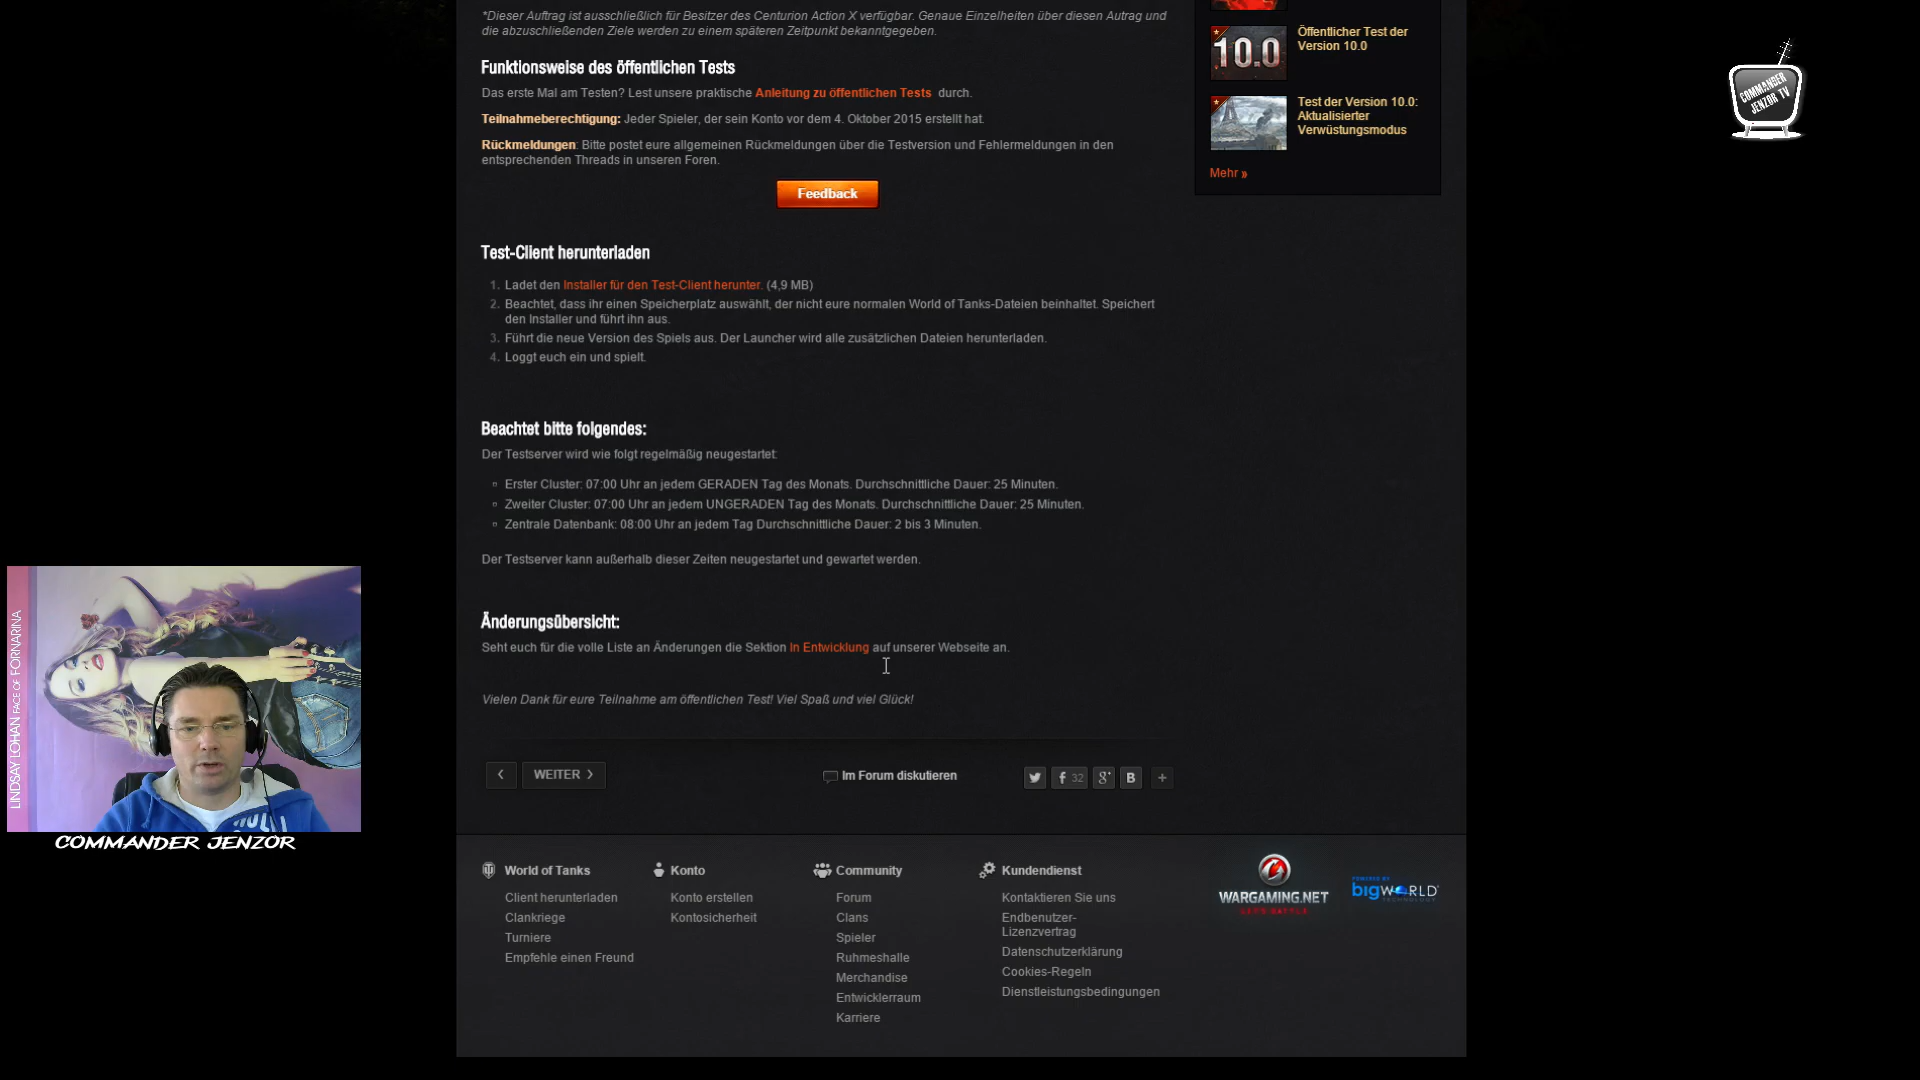 *Dieser Auftrag ist ausschließlich für Besitzer des Centurion Action X verfügbar. Genaue Einzelheiten über diesen Autrag und
die abzuschließenden Ziele werden zu einem späteren Zeitpunkt bekanntgegeben.
Funktionsweise des öffentlichen Tests
Das erste Mal am Testen? Lest unsere praktische Anleitung zu öffentlichen Tests durch.
Teilnahmeberechtigung: Jeder Spieler, der sein Konto vor dem 4. Oktober 2015 erstellt hat.
Rückmeldungen: Bitte postet eure allgemeinen Rückmeldungen über die Testversion und Fehlermeldungen in den
entsprechenden Threads in unseren Foren.
Feedback
Test-Client herunterladen
1. Ladet den Installer für den Test-Client herunter. (4,9 MB)
2. Beachtet, dass ihr einen Speicherplatz auswählt, der nicht eure normalen World of Tanks-Dateien beinhaltet. Speichert
den Installer und führt ihn aus.
3. Führt die neue Version des Spiels aus. Der Launcher wird alle zusätzlichen Dateien herunterladen.
4. Loggt euch ein und spielt.
Beachtet bitte folgendes:
Der Testserver wird wie folgt regelmäßig neugestartet:
Erster Cluster: 07:00 Uhr an jedem GERADEN Tag des Monats. Durchschnittliche Dauer: 25 Minuten.
Zweiter Cluster: 07:00 Uhr an jedem UNGERADEN Tag des Monats. Durchschnittliche Dauer: 25 Minuten.
Zentrale Datenbank: 08:00 Uhr an jedem Tag Durchschnittliche Dauer: 2 bis 3 Minuten.
Der Testserver kann außerhalb dieser Zeiten neugestartet und gewartet werden.
Änderungsübersicht:
Seht euch für die volle Liste an Änderungen die Sektion In Entwicklung auf unserer Webseite an.
Vielen Dank für eure Teilnahme am öffentlichen Test! Viel Spaß und viel Glück!
WEITER
Im Forum diskutieren
32
10.0
Öffentlicher Test der
Version 10.0
Test der Version 10.0:
Aktualisierter
Verwüstungsmodus
Mehr »
COMMANDER
JENZOR TV
LINDSAY LOHAN FACE OF FORNARINA
COMMANDER JENZOR
World of Tanks
Client herunterladen
Clankriege
Turniere
Empfehle einen Freund
Konto
Konto erstellen
Kontosicherheit
Community
Forum
Clans
Spieler
Ruhmeshalle
Merchandise
Entwicklerraum
Karriere
Kundendienst
Kontaktieren Sie uns
Endbenutzer-
Lizenzvertrag
Datenschutzerklärung
Cookies-Regeln
Dienstleistungsbedingungen
WARGAMING.NET
LET'S BATTLE
POWERED BY
bigWORLD
TECHNOLOGY